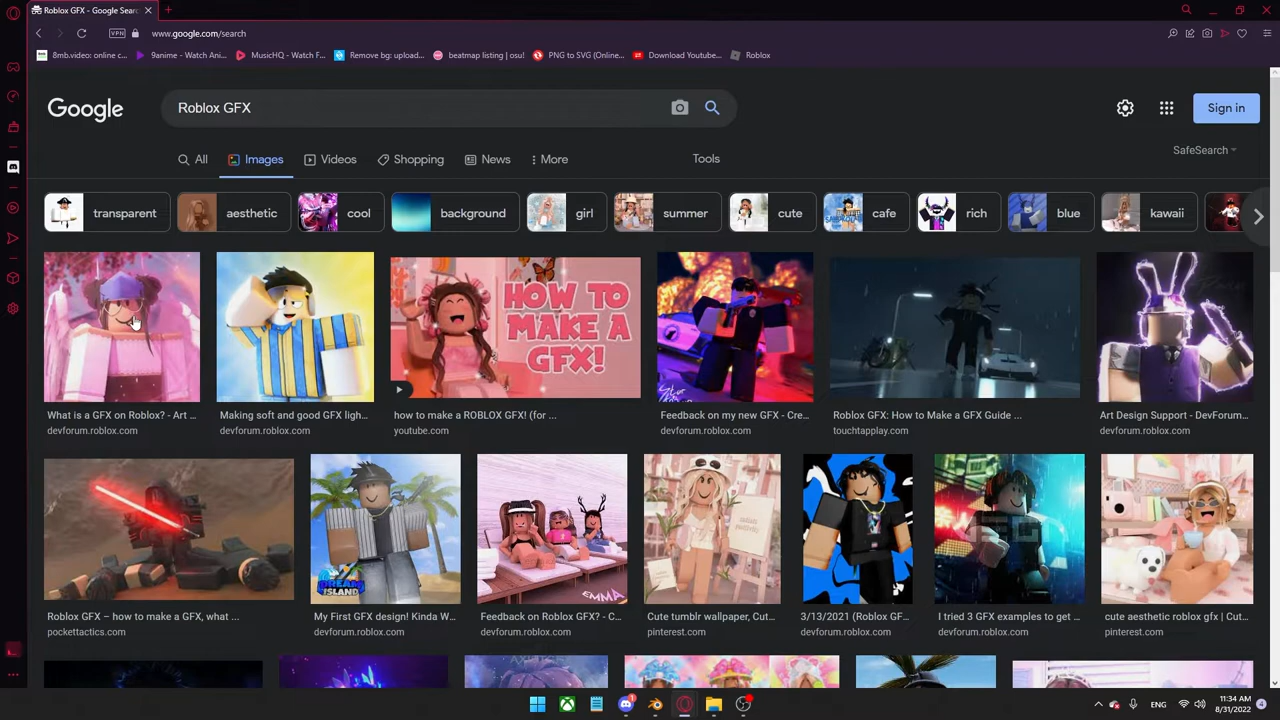 Roblox GFX - Google Sear
VPN
www.google.com/search
8mb.video: online c...
9anime - Watch Ani...
MusicHQ - Watch F...
Remove bg: upload...
beatmap listing | osu!
PNG to SVG (Online...
Download Youtube...
Roblox
Google
Roblox GFX
Sign in
All
Images
Videos
Shopping
News
More
Tools
SafeSearch
transparent
aesthetic
cool
background
girl
summer
cute
cafe
rich
blue
kawaii
HOW TO
MAKE A
GFX!
What is a GFX on Roblox? - Art ...
devforum.roblox.com
Making soft and good GFX ligh...
devforum.roblox.com
how to make a ROBLOX GFX! (for ...
youtube.com
Feedback on my new GFX - Cre...
devforum.roblox.com
Roblox GFX: How to Make a GFX Guide ...
touchtapplay.com
Art Design Support - DevForum...
devforum.roblox.com
DREAM
ISLAND
EMMA
Roblox GFX – how to make a GFX, what ...
pockettactics.com
My First GFX design! Kinda W...
devforum.roblox.com
Feedback on Roblox GFX? - C...
devforum.roblox.com
Cute tumblr wallpaper, Cut...
pinterest.com
3/13/2021 (Roblox GF...
devforum.roblox.com
I tried 3 GFX examples to get ...
devforum.roblox.com
cute aesthetic roblox gfx | Cut...
pinterest.com
1
ENG
11:34 AM
8/31/2022
4